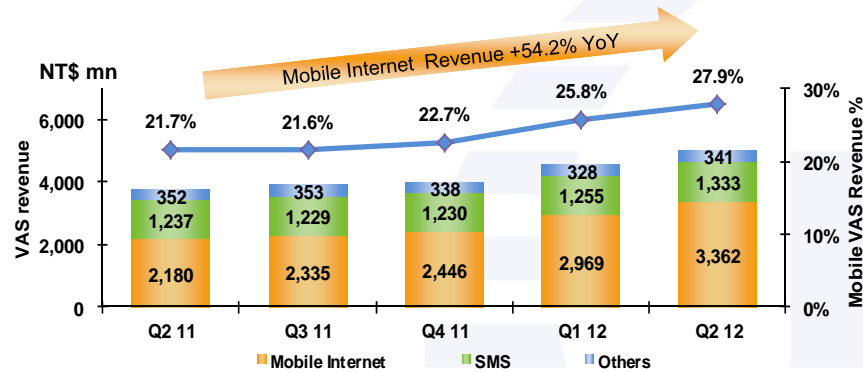 Mobile Internet Revenue +54.2% YoY
NT$ mn
30%
21.7% 21.6% 22.7% 25.8% 27.9%
6,000
20%
4,000
352 353 338 328 341
1,237 1,229 1,230 1,255 1,333
2,000
10%
2,180 2,335 2,446 2,969 3,362
0
0%
VAS revenue
Mobile VAS Revenue %
Q2 11 Q3 11 Q4 11 Q1 12 Q2 12
Mobile Internet SMS Others